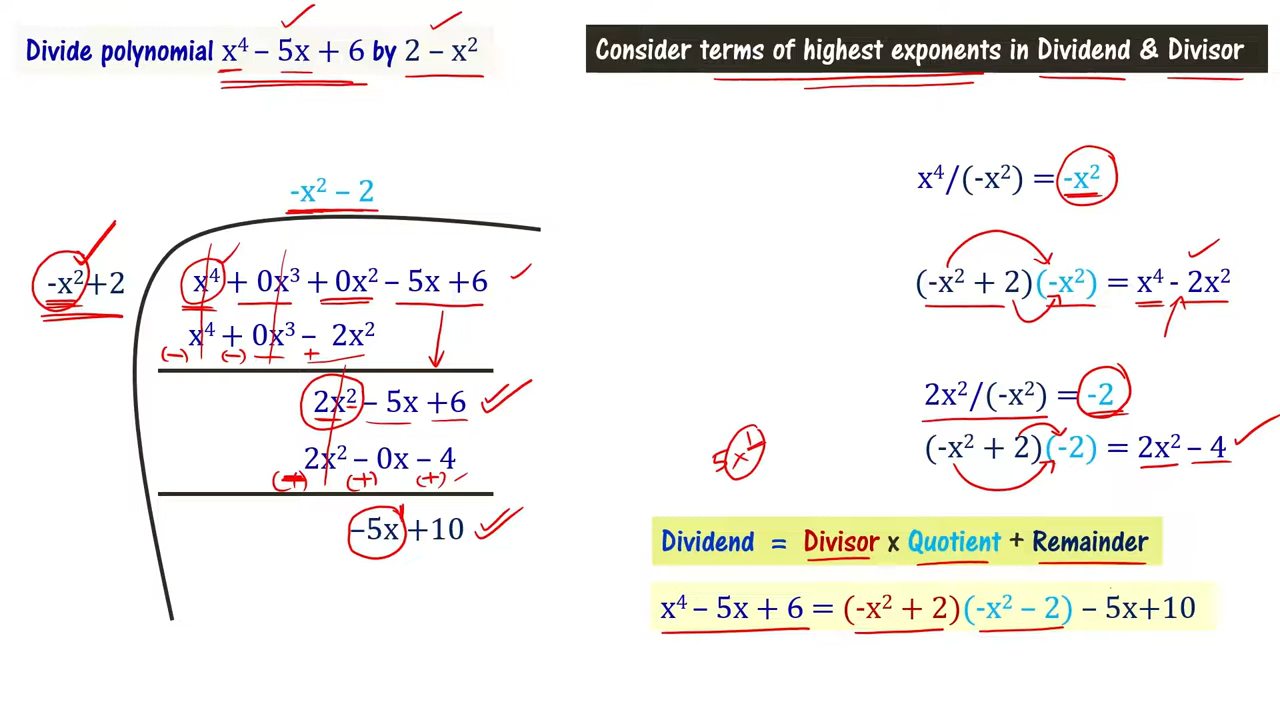 Divide polynomial x⁴ – 5x + 6 by 2 – x²
Consider terms of highest exponents in Dividend & Divisor
-x² – 2
-x²+2
x⁴ + 0x³ + 0x² – 5x +6
x⁴ + 0x³ – 2x²
(–) (–) +
2x² – 5x +6
2x² – 0x – 4
(+) (+)
–5x +10
x⁴/(-x²) = -x²
(-x² + 2)(-x²) = x⁴ - 2x²
2x²/(-x²) = -2
(-x² + 2)(-2) = 2x² – 4
5x¹
Dividend = Divisor x Quotient + Remainder
x⁴ – 5x + 6 = (-x² + 2)(-x² – 2) – 5x+10